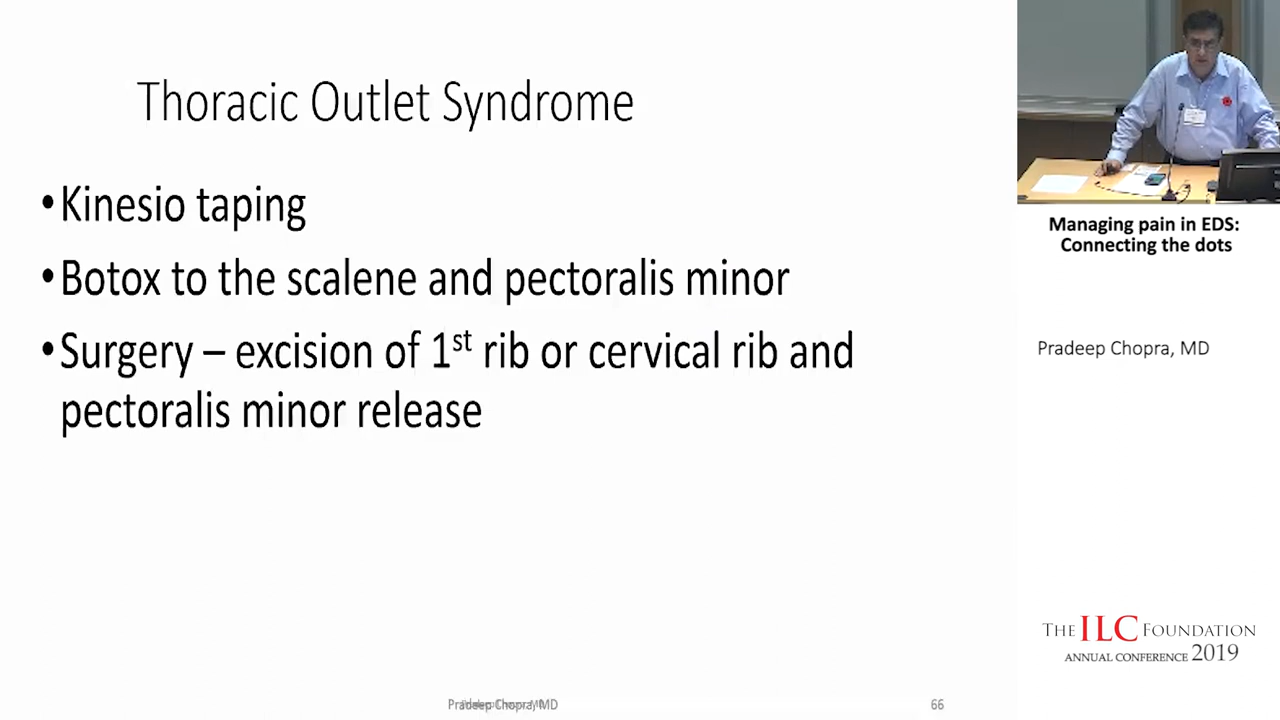 Thoracic Outlet Syndrome
•Kinesio taping
•Botox to the scalene and pectoralis minor
•Surgery – excision of 1st rib or cervical rib and
pectoralis minor release
Managing pain in EDS:
Connecting the dots
Pradeep Chopra, MD
THE ILC FOUNDATION
ANNUAL CONFERENCE 2019
Pradeep Chopra, MD
66